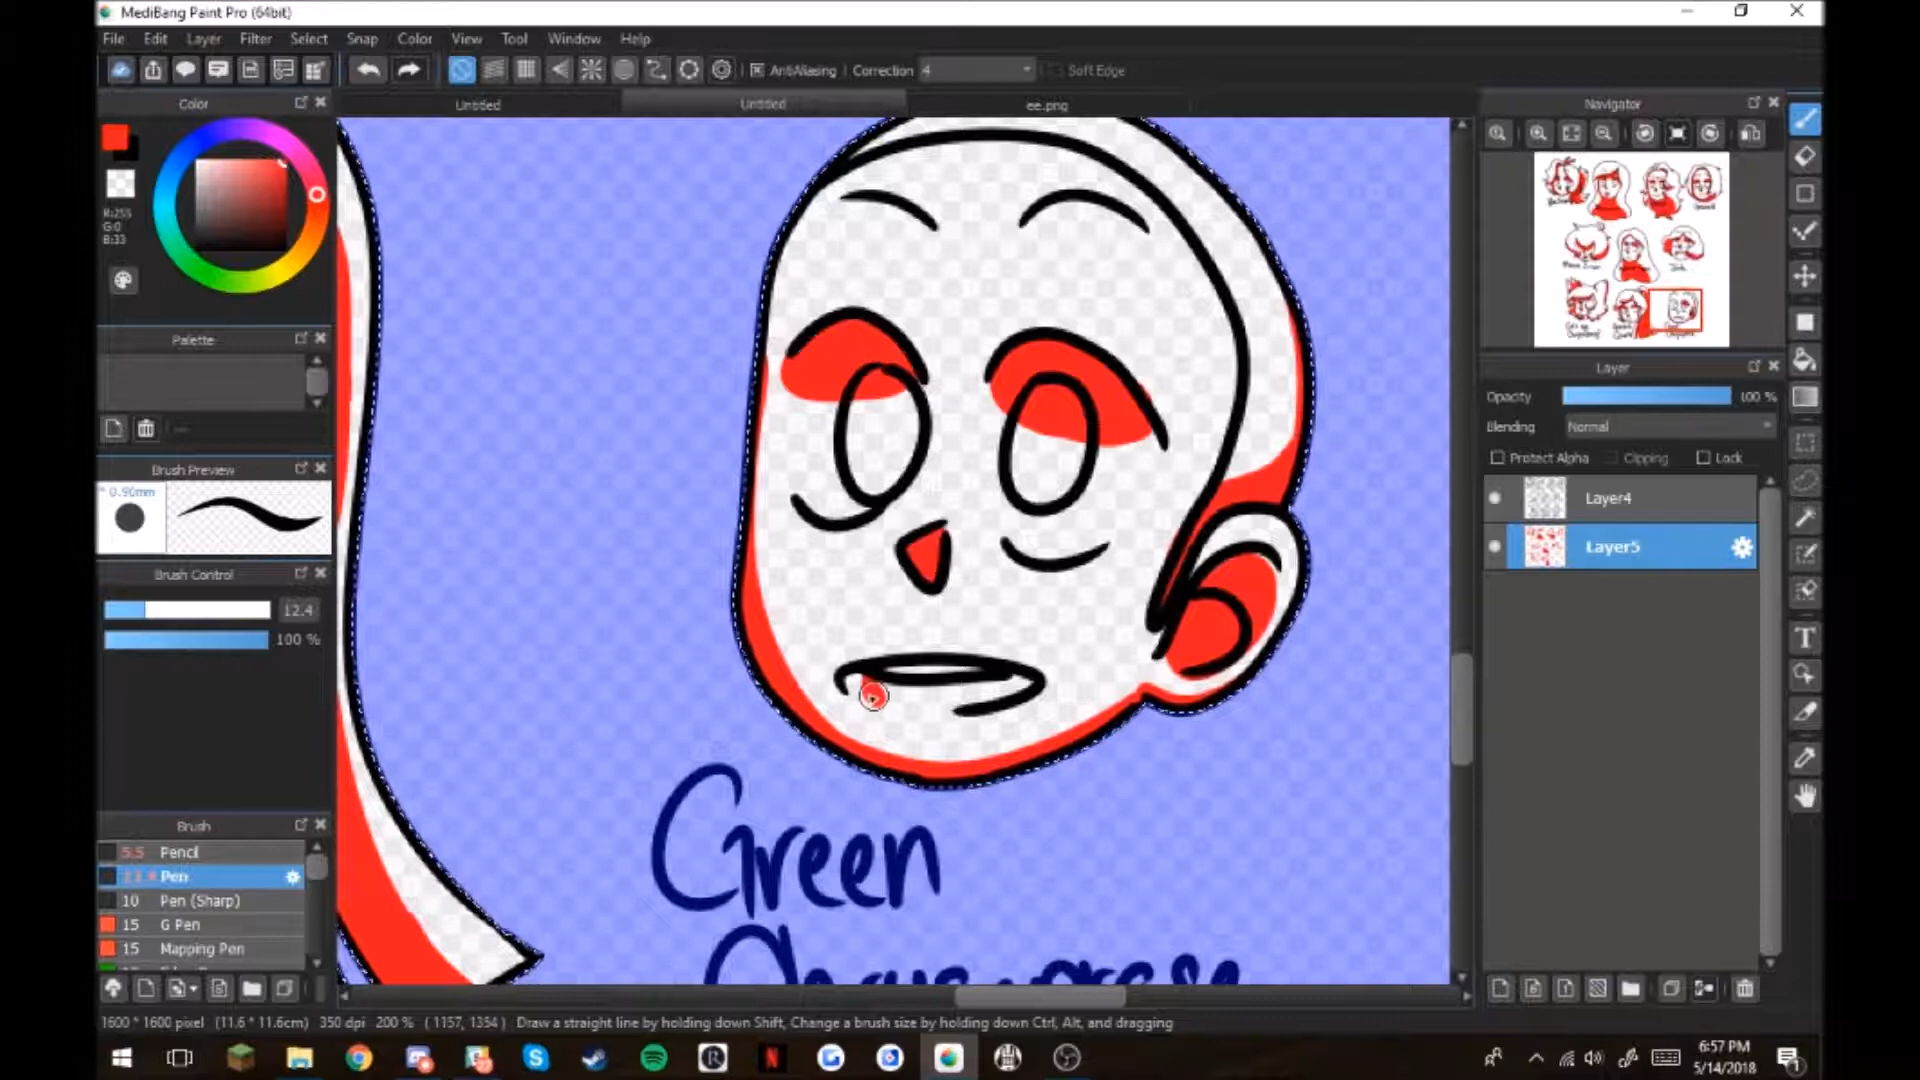 MediBang Paint Pro (64bit)
File Edit Layer Filter Select Snap Color View Tool Window Help
AntiAliasing Correction 4 Soft Edge
Color Untitled Untitled ee.png Navigator
R:255
G:0
B:33
Palette
Layer
Opacity 100 %
Blending Normal
Protect Alpha Clipping Lock
Brush Preview
0.90mm
Layer4
Layer5
Brush Control
12.4
100 %
Brush
5.5 Pencil
Pen
10 Pen (Sharp)
15 G Pen
15 Mapping Pen
Green
1600 * 1600 pixel (11.6 * 11.6cm) 350 dpi 200 % ( 1157, 1354 ) Draw a straight line by holding down Shift, Change a brush size by holding down Ctrl, Alt, and dragging
6:57 PM
5/14/2018